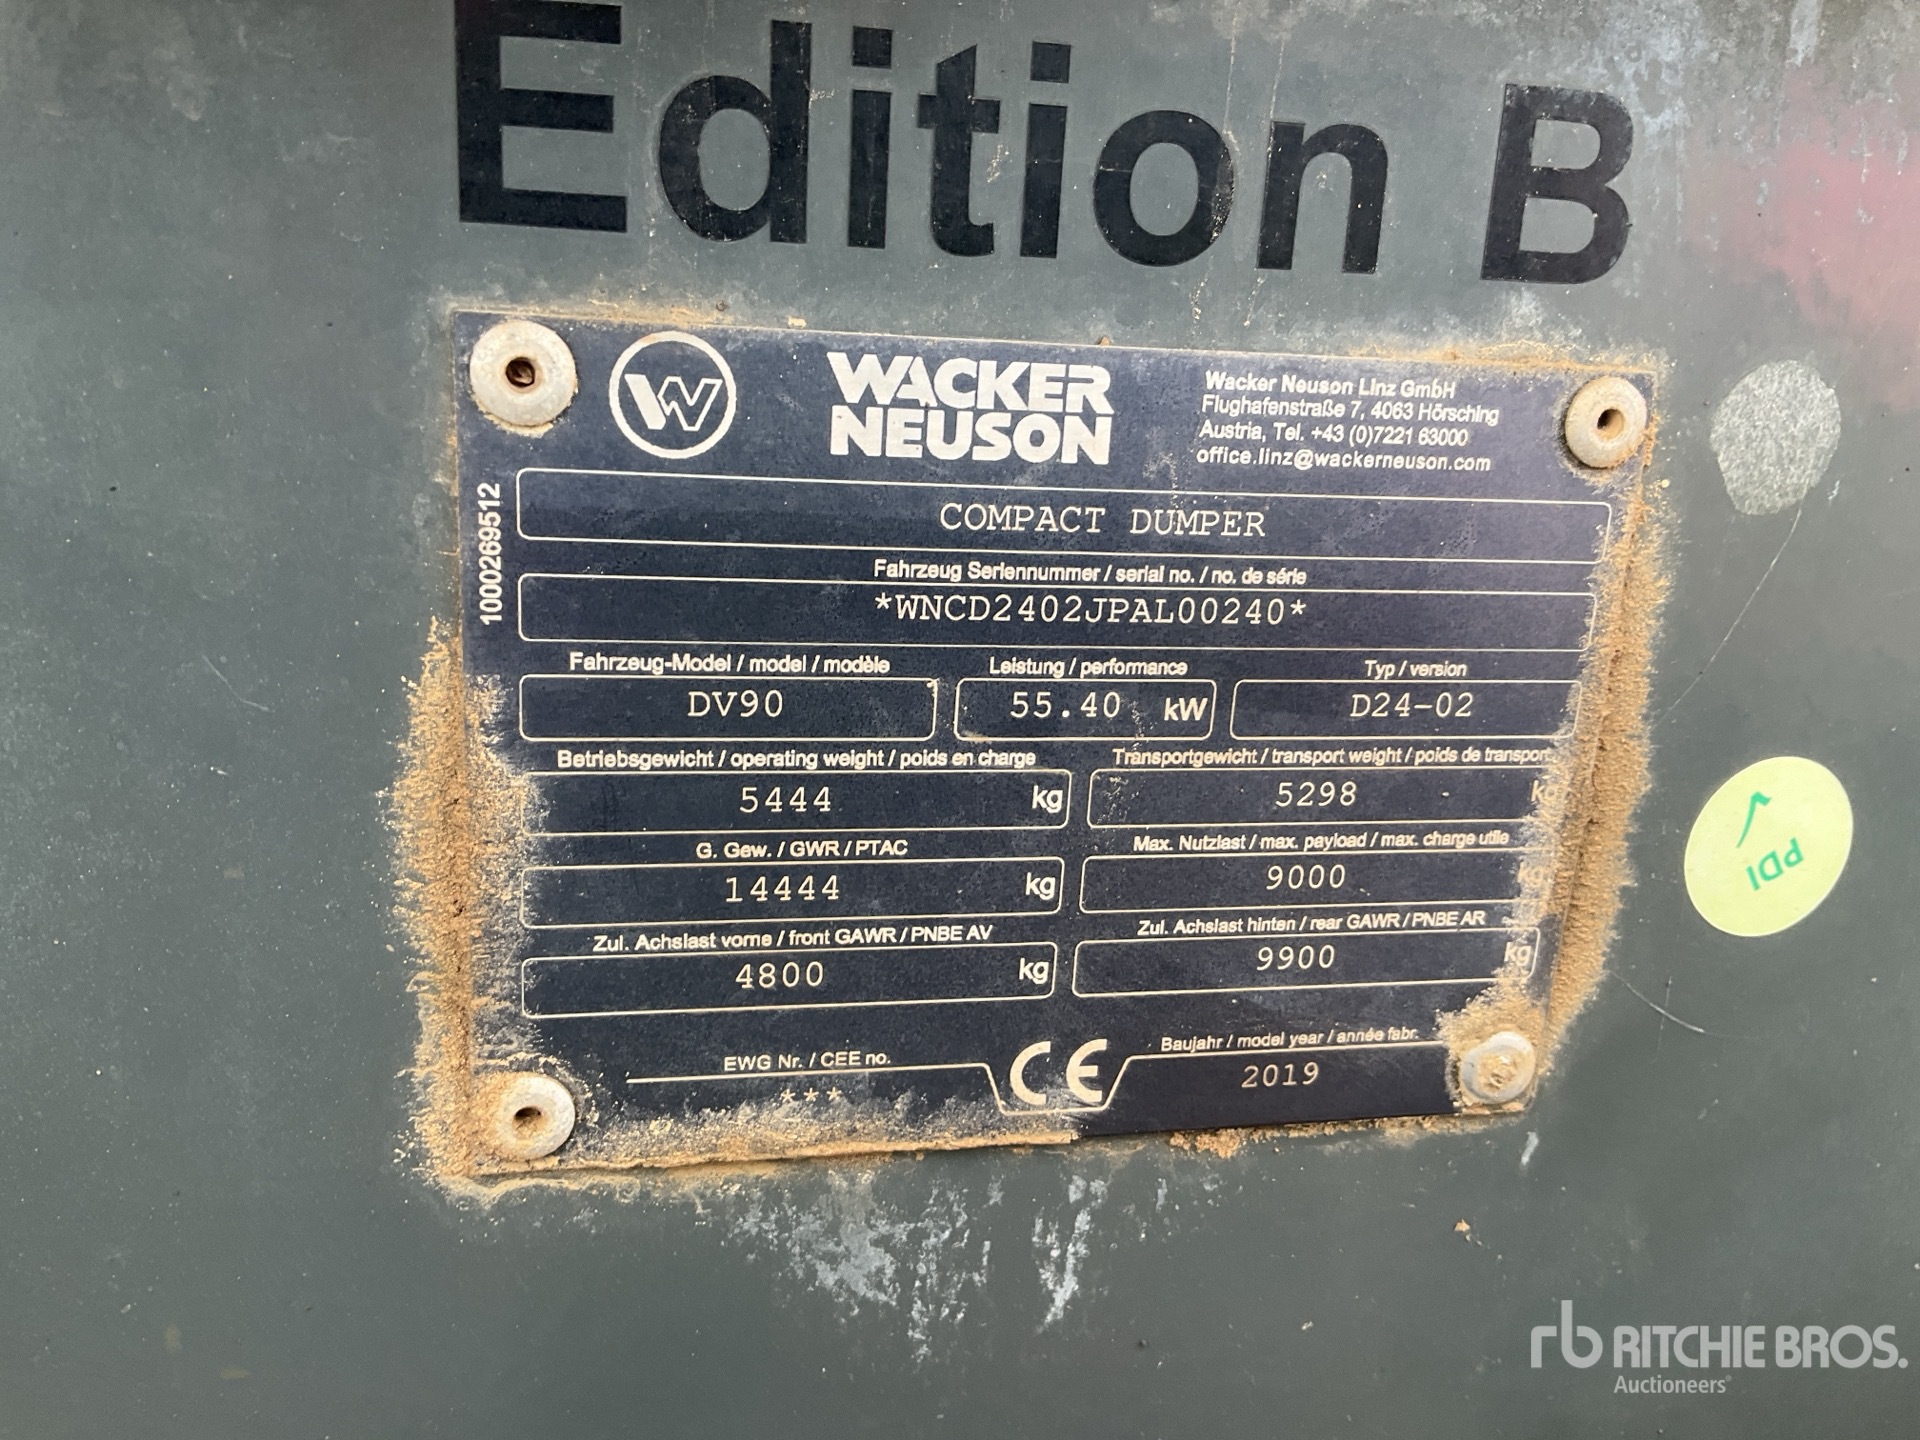 Edition B
W
WACKER
NEUSON
Wacker Neuson Linz GmbH
Flughafenstraße 7, 4063 Hörsching
Austria, Tel. +43 (0)7221 63000
office.linz@wackerneuson.com
1000269512
COMPACT DUMPER
Fahrzeug Seriennummer / serial no. / no. de série
*WNCD2402JPAL00240*
Fahrzeug-Model / model / modèle
DV90
Leistung / performance
55.40 kW
Typ / version
D24-02
Betriebsgewicht / operating weight / poids en charge
5444 kg
Transportgewicht / transport weight / poids de transport
5298 kg
G. Gew. / GWR / PTAC
14444 kg
Max. Nutzlast / max. payload / max. charge utile
9000 kg
Zul. Achslast vorne / front GAWR / PNBE AV
4800 kg
Zul. Achslast hinten / rear GAWR / PNBE AR
9900 kg
EWG Nr. / CEE no.
***
CE
Baujahr / model year / année fabr.
2019
PDI
rb RITCHIE BROS.
Auctioneers